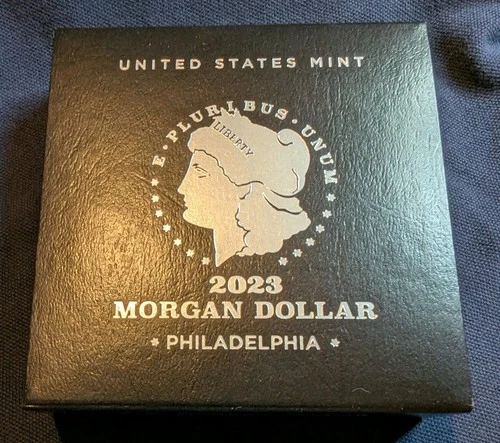 UNITED STATES MINT
E·PLURIBUS·UNUM
LIBERTY
2023
MORGAN DOLLAR
* PHILADELPHIA *